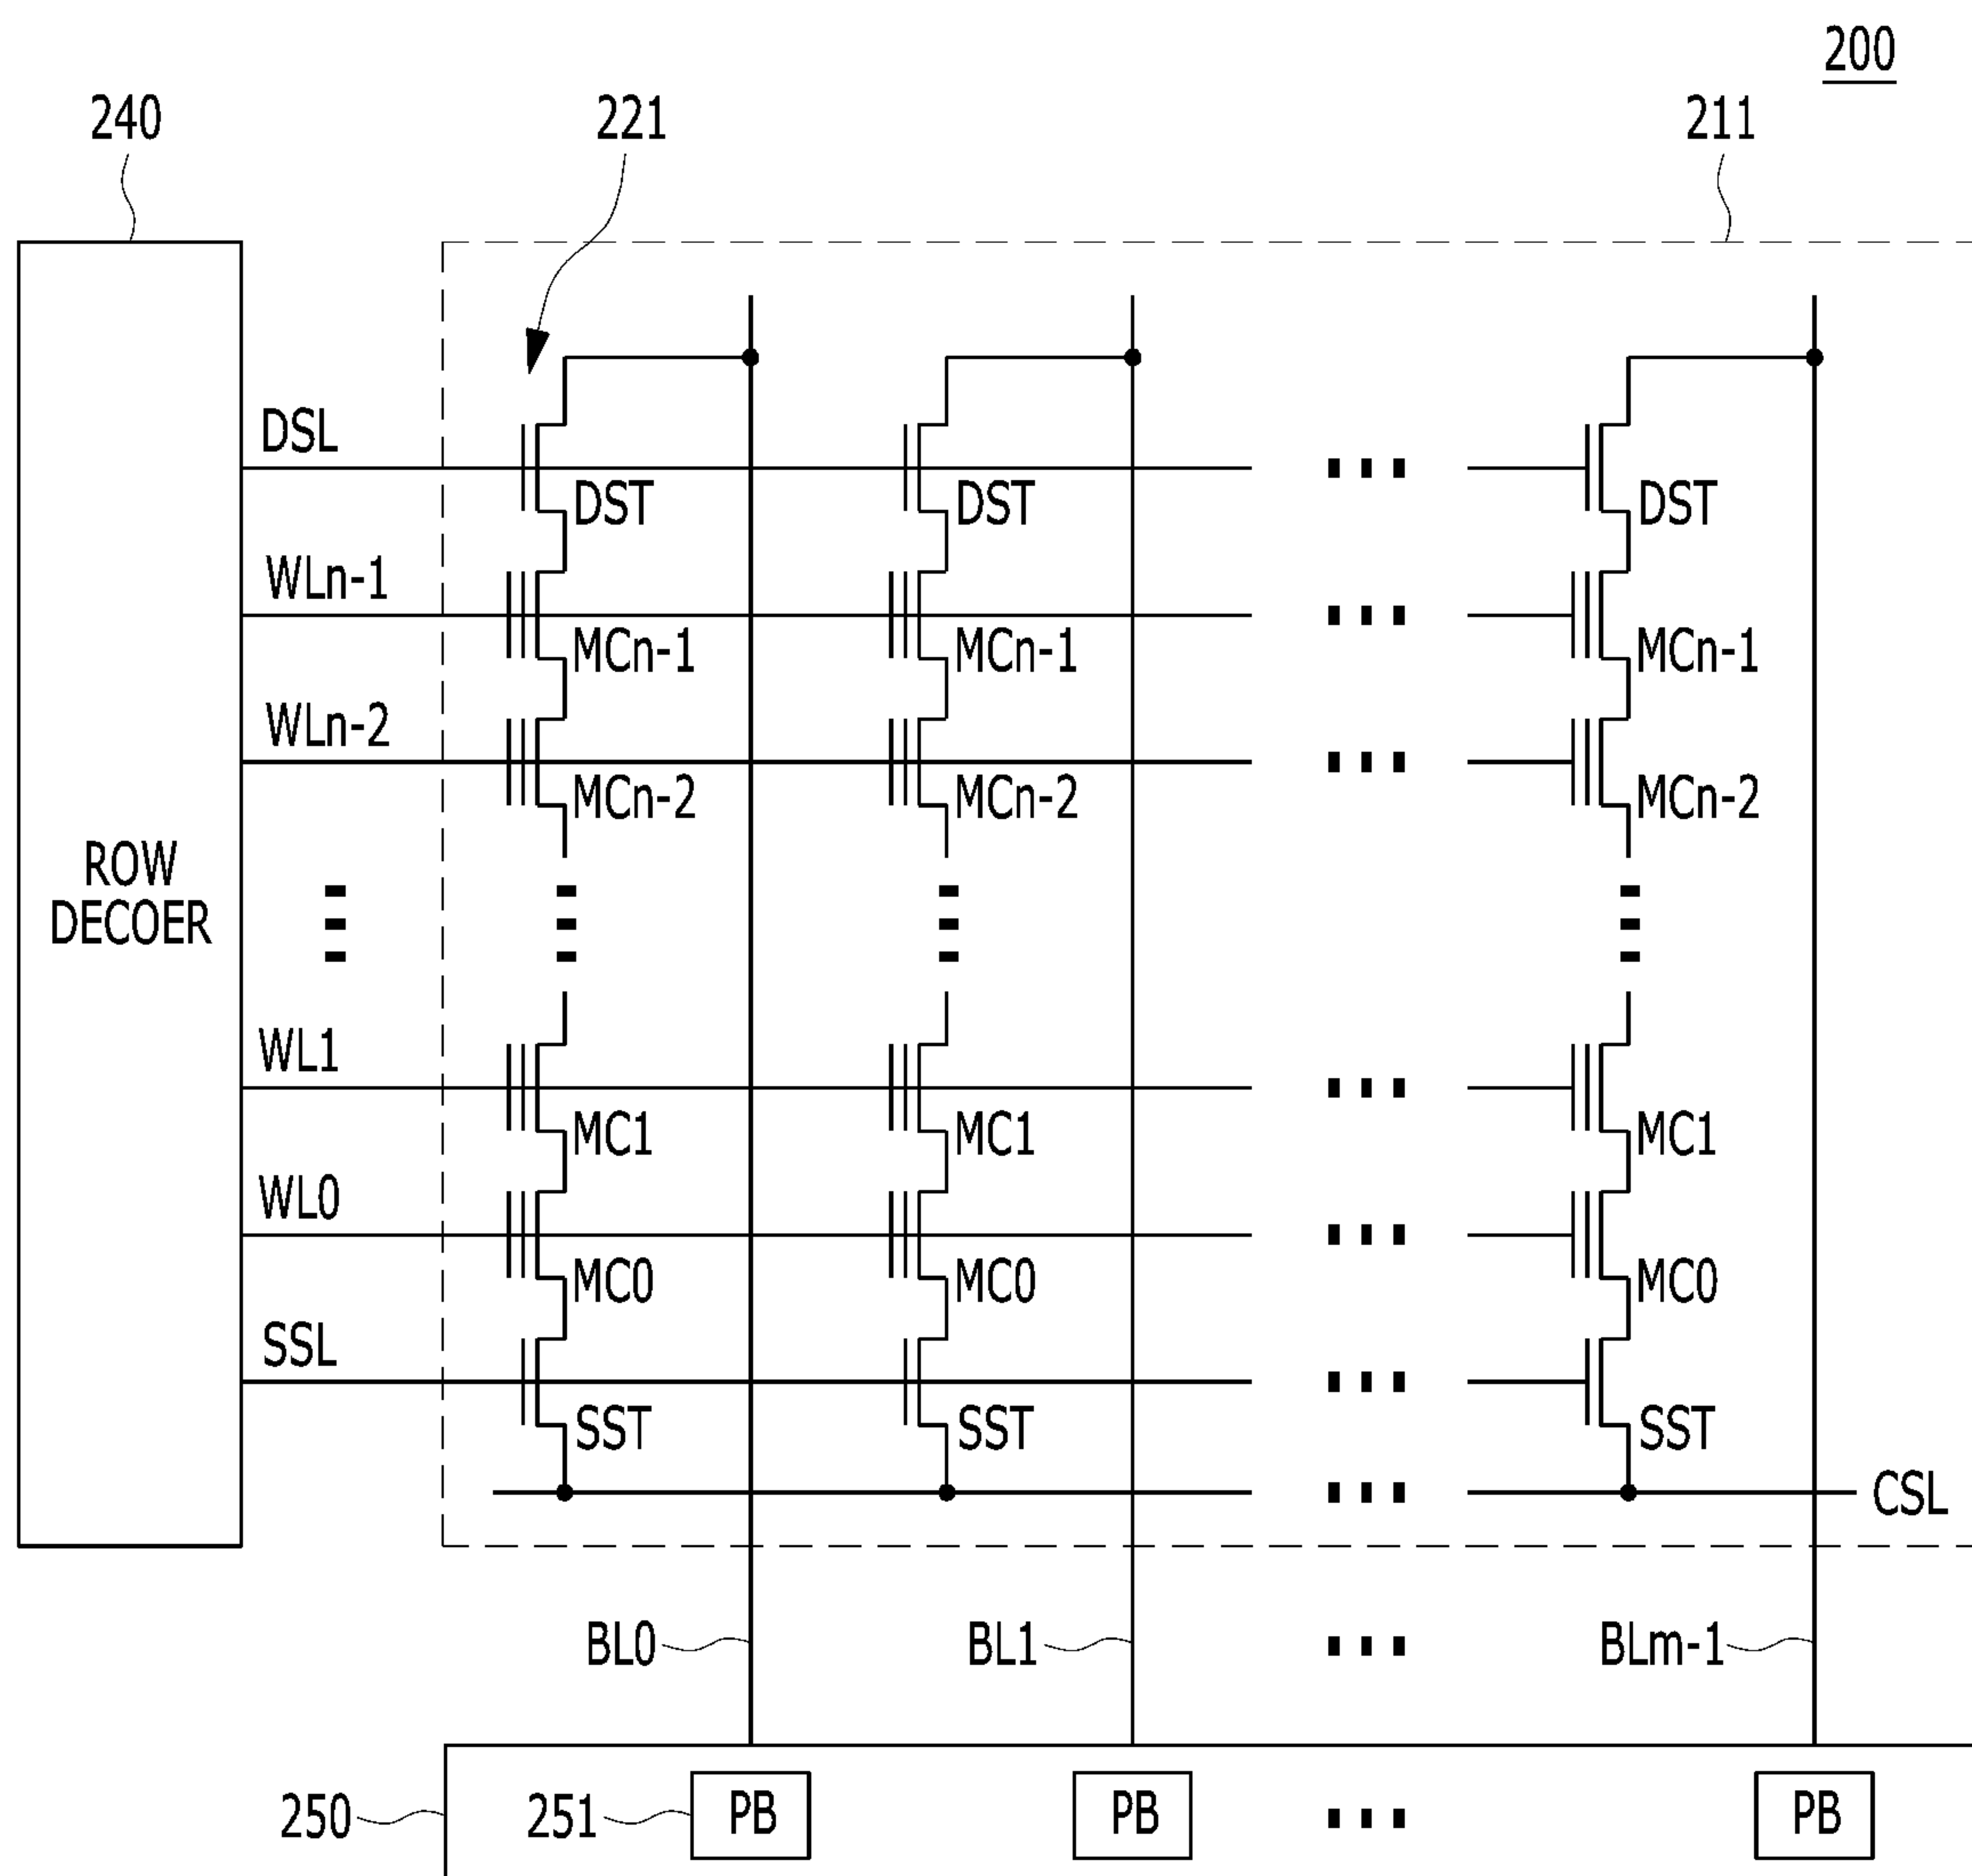 200
240
221
211
DSL
DST
DST
DST
WLn-1
MCn-1
MCn-1
MCn-1
WLn-2
MCn-2
MCn-2
MCn-2
ROW
DECOER
WL1
MC1
MC1
MC1
WL0
MC0
MC0
MC0
SSL
SST
SST
SST
CSL
BL0
BL1
BLm-1
250
251
PB
PB
PB